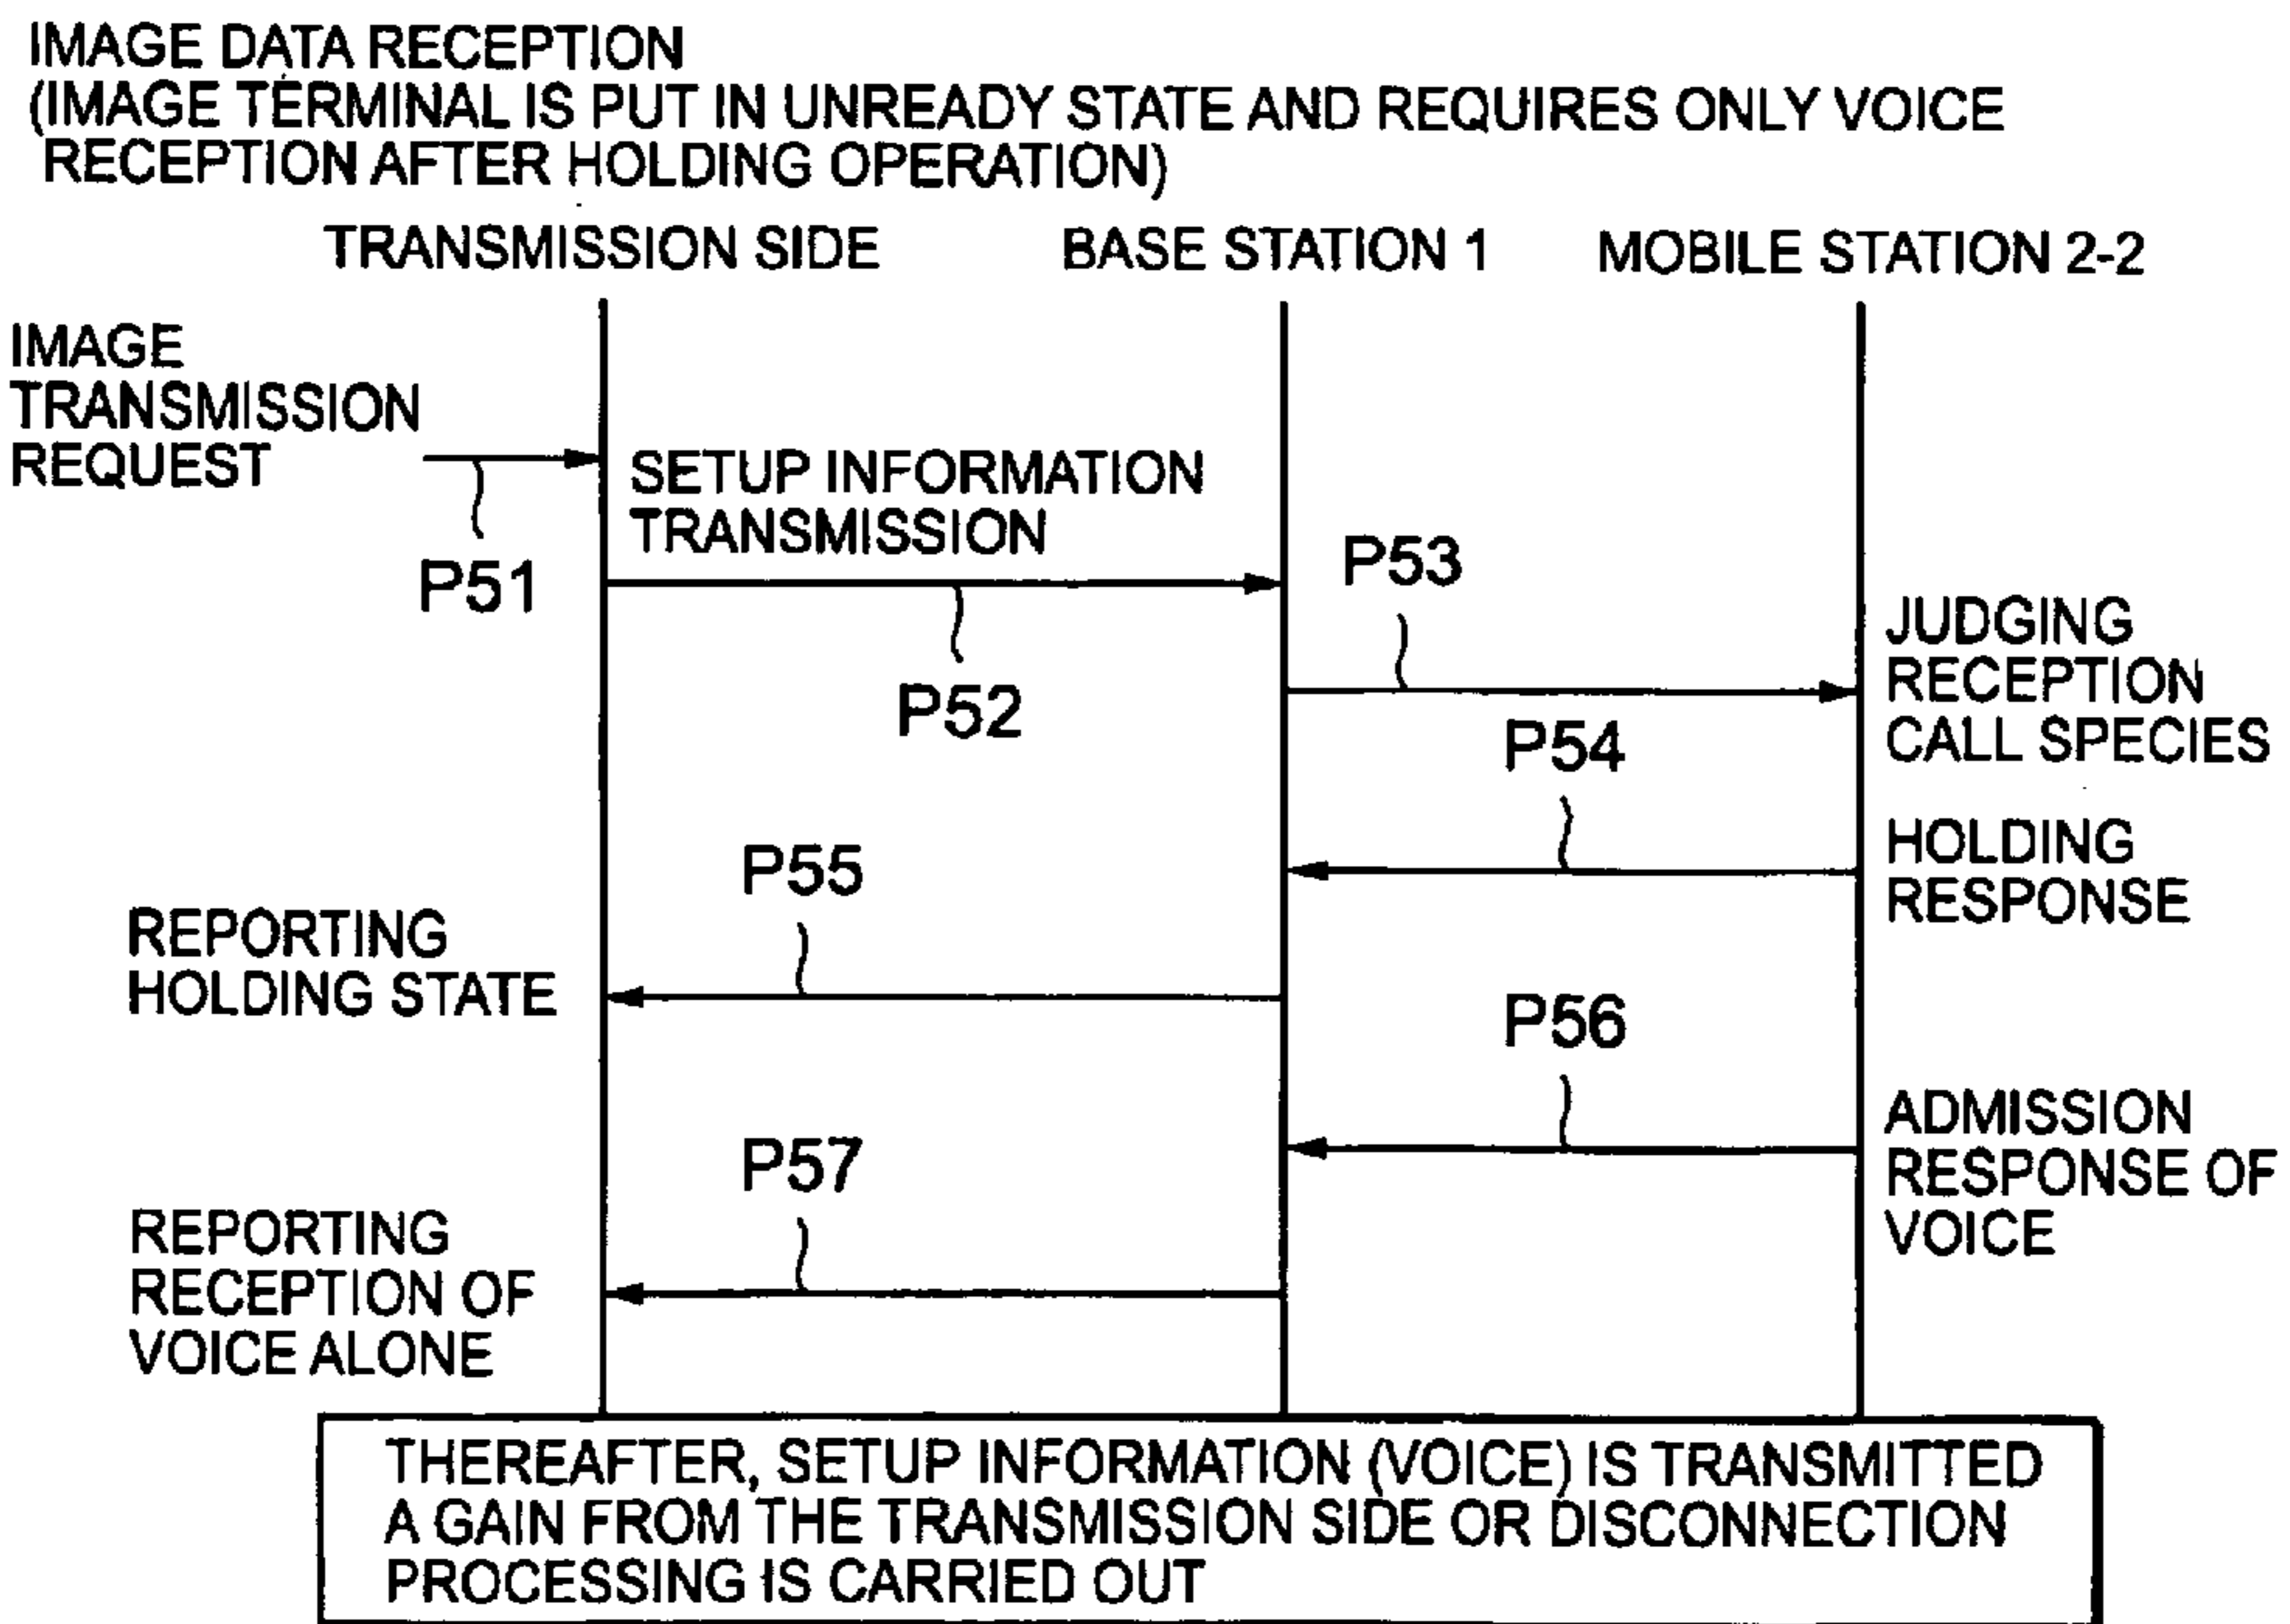 IMAGE DATA RECEPTION
(IMAGE TERMINAL IS PUT IN UNREADY STATE AND REQUIRES ONLY VOICE
RECEPTION AFTER HOLDING OPERATION)
TRANSMISSION SIDE
BASE STATION 1
MOBILE STATION 2-2
IMAGE
TRANSMISSION
REQUEST
P51
SETUP INFORMATION
TRANSMISSION
P52
P53
JUDGING
RECEPTION
CALL SPECIES
P54
HOLDING
RESPONSE
P55
REPORTING
HOLDING STATE
P56
ADMISSION
RESPONSE OF
VOICE
P57
REPORTING
RECEPTION OF
VOICE ALONE
THEREAFTER, SETUP INFORMATION (VOICE) IS TRANSMITTED
A GAIN FROM THE TRANSMISSION SIDE OR DISCONNECTION
PROCESSING IS CARRIED OUT